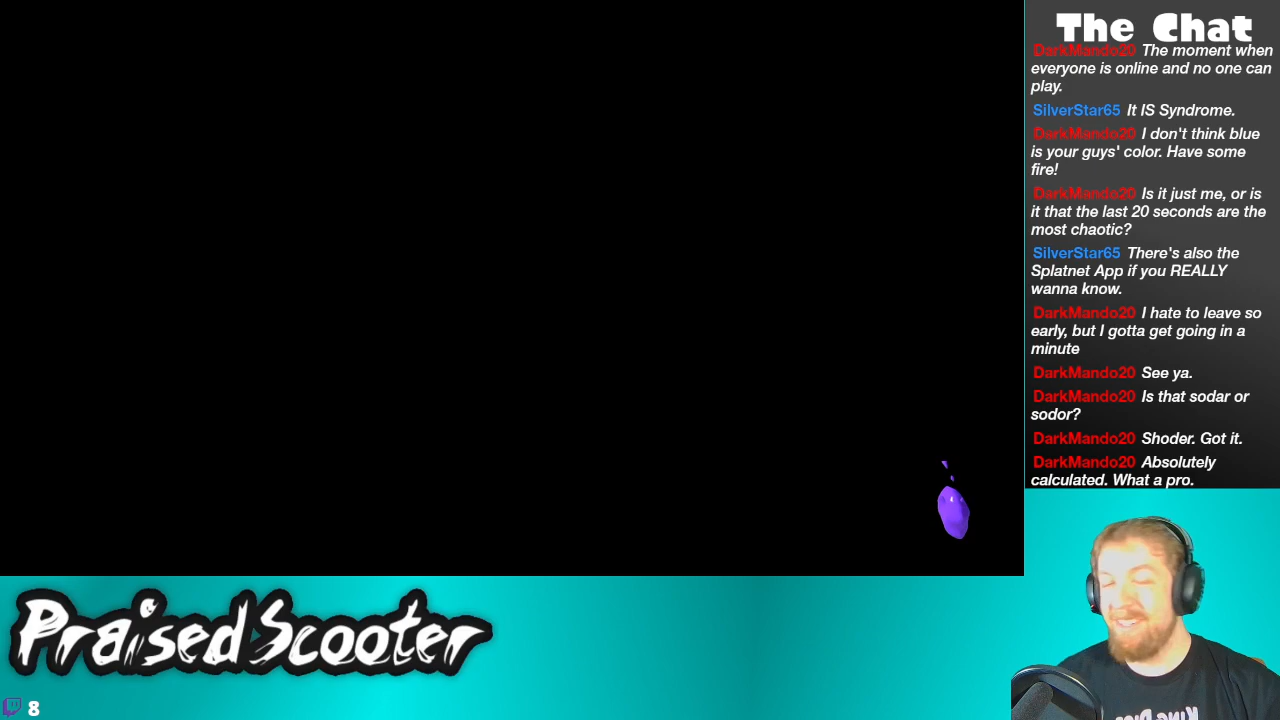 The Chat
DarkMando20 The moment when
everyone is online and no one can
play.
SilverStar65 It IS Syndrome.
DarkMando20 I don't think blue
is your guys' color. Have some
fire!
DarkMando20 Is it just me, or is
it that the last 20 seconds are the
most chaotic?
SilverStar65 There's also the
Splatnet App if you REALLY
wanna know.
DarkMando20 I hate to leave so
early, but I gotta get going in a
minute
DarkMando20 See ya.
DarkMando20 Is that sodar or
sodor?
DarkMando20 Shoder. Got it.
DarkMando20 Absolutely
calculated. What a pro.
PraisedScooter
8